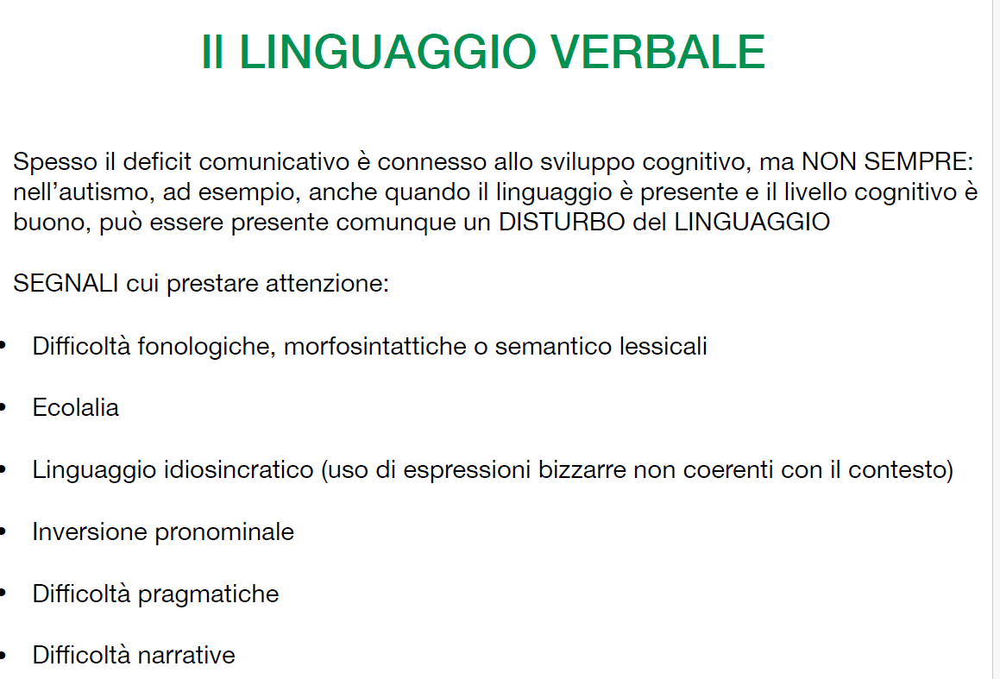 Il LINGUAGGIO VERBALE
Spesso il deficit comunicativo è connesso allo sviluppo cognitivo, ma NON SEMPRE:
nell’autismo, ad esempio, anche quando il linguaggio è presente e il livello cognitivo è
buono, può essere presente comunque un DISTURBO del LINGUAGGIO
SEGNALI cui prestare attenzione:
• Difficoltà fonologiche, morfosintattiche o semantico lessicali
• Ecolalia
• Linguaggio idiosincratico (uso di espressioni bizzarre non coerenti con il contesto)
• Inversione pronominale
• Difficoltà pragmatiche
• Difficoltà narrative